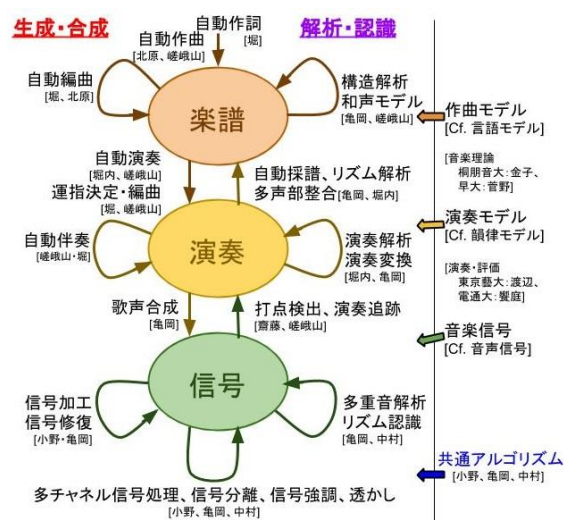 生成・合成
解析・認識
自動作詞
[堀]
自動作曲
[北原、嵯峨山]
自動編曲
[堀、北原]
構造解析
和声モデル
[亀岡、嵯峨山]
楽譜
作曲モデル
[Cf. 言語モデル]
[音楽理論
桐朋音大:金子、
早大:菅野]
自動演奏
[堀内、嵯峨山]
運指決定・編曲
[堀、嵯峨山]
自動採譜、リズム解析
多声部整合[亀岡、堀内]
自動伴奏
[嵯峨山・堀]
演奏
演奏解析
演奏変換
[堀内、亀岡]
演奏モデル
[Cf. 韻律モデル]
[演奏・評価
東京藝大:渡辺、
電通大:饗庭]
歌声合成
[亀岡]
打点検出、演奏追跡
[齋藤、嵯峨山]
音楽信号
[Cf. 音声信号]
信号
信号加工
信号修復
[小野・亀岡]
多重音解析
リズム認識
[亀岡、中村]
共通アルゴリズム
[小野、亀岡、中村]
多チャネル信号処理、信号分離、信号強調、透かし
[小野、亀岡、中村]